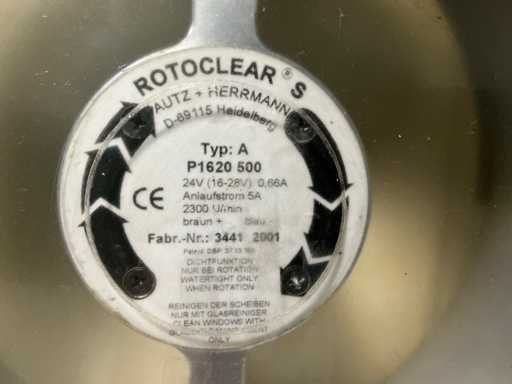 ROTOCLEAR® S
AUTZ + HERRMANN
D-69115 Heidelberg
Typ: A
P1620 500
24V (16-28V) 0,66A
Anlaufstrom 5A
2300 U/min
braun + blau -
CE
Fabr.-Nr.: 3441 2001
DICHTFUNKTION
NUR BEI ROTATION
WATERTIGHT ONLY
WHEN ROTATION
REINIGEN DER SCHEIBEN
NUR MIT GLASREINIGER
CLEAN WINDOWS WITH
ONLY